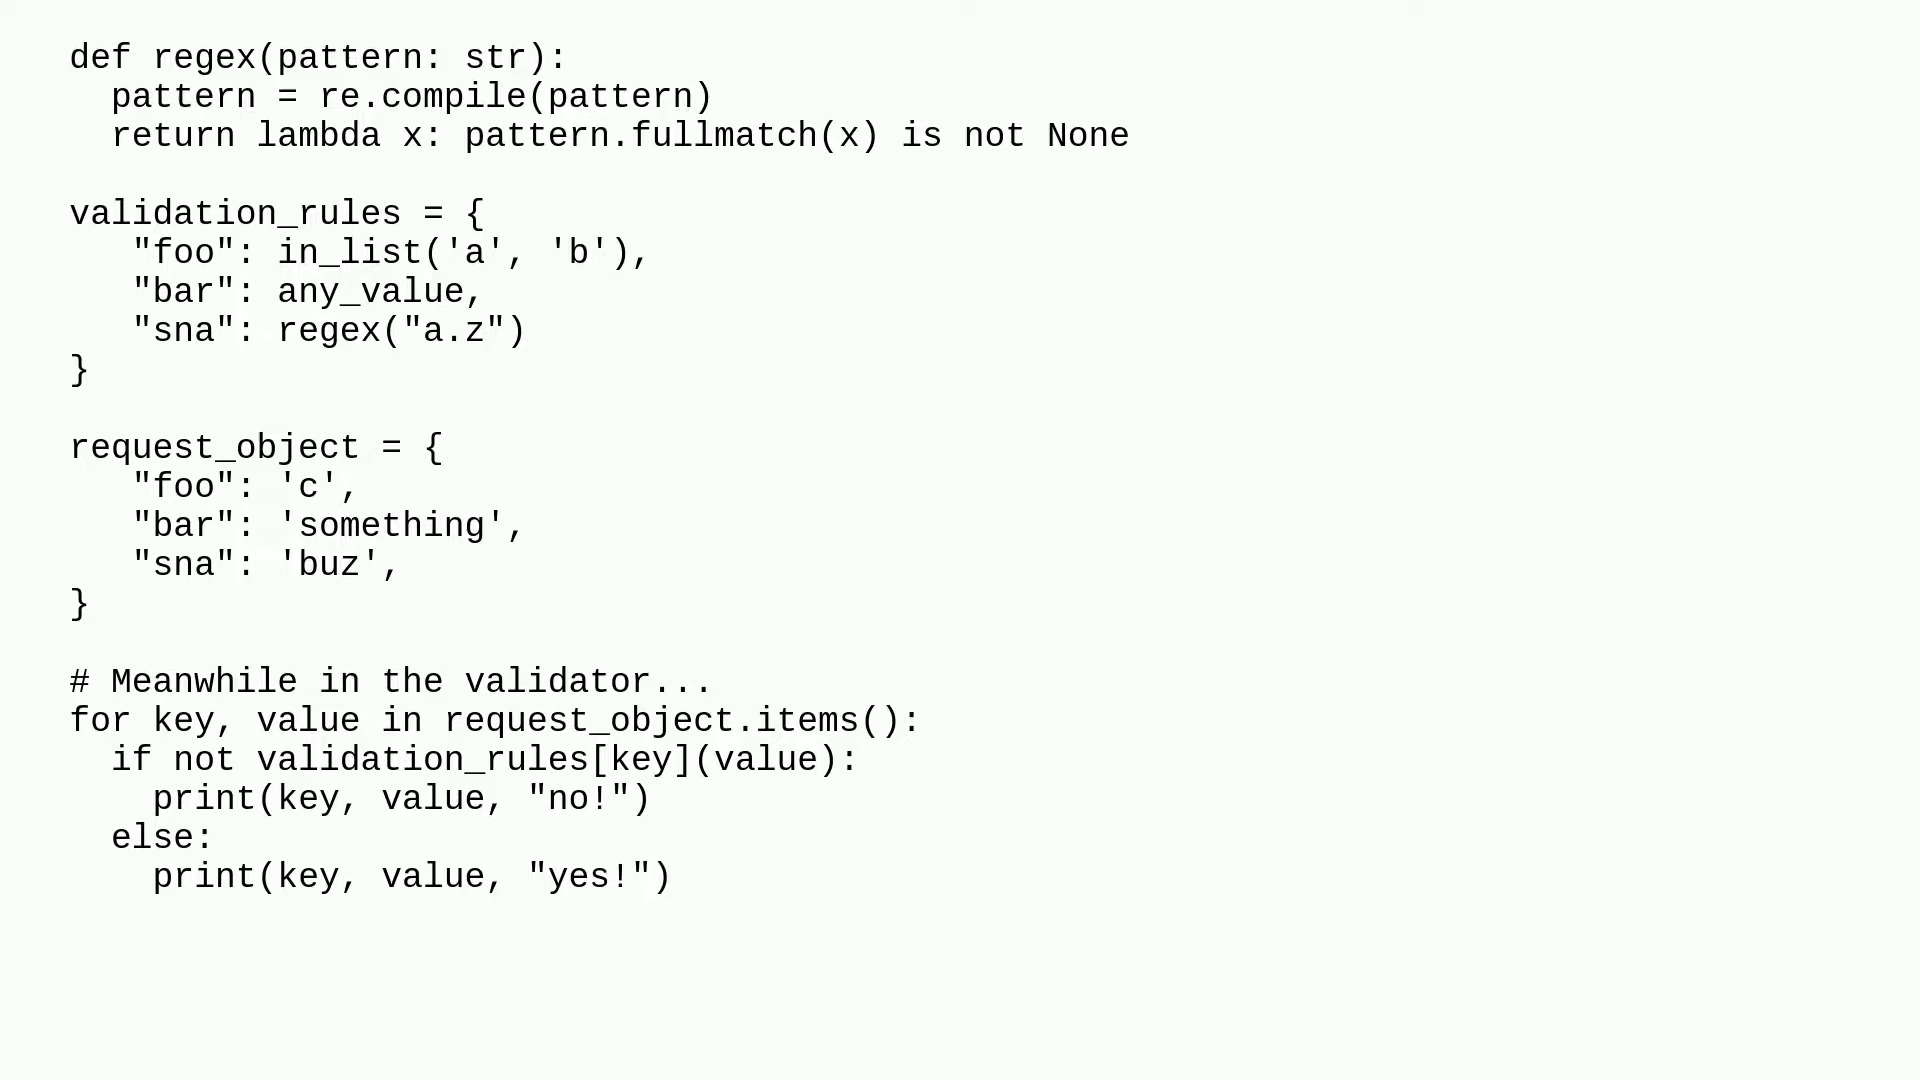 def regex(pattern: str):
  pattern = re.compile(pattern)
  return lambda x: pattern.fullmatch(x) is not None

validation_rules = {
   "foo": in_list('a', 'b'),
   "bar": any_value,
   "sna": regex("a.z")
}

request_object = {
   "foo": 'c',
   "bar": 'something',
   "sna": 'buz',
}

# Meanwhile in the validator...
for key, value in request_object.items():
  if not validation_rules[key](value):
    print(key, value, "no!")
  else:
    print(key, value, "yes!")